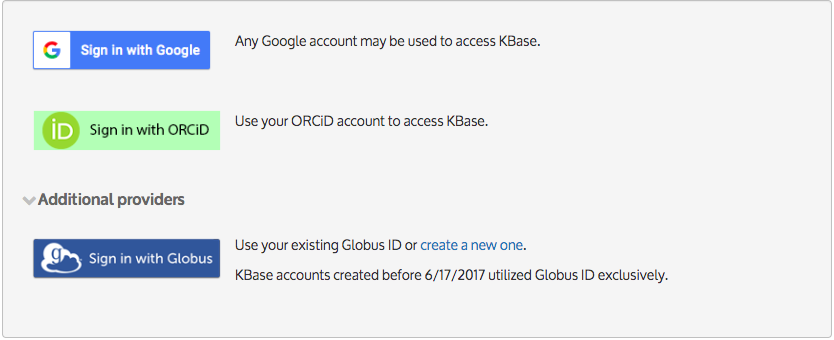 G Sign in with Google
Any Google account may be used to access KBase.
iD Sign in with ORCiD
Use your ORCiD account to access KBase.
Additional providers
g Sign in with Globus
Use your existing Globus ID or create a new one.
KBase accounts created before 6/17/2017 utilized Globus ID exclusively.